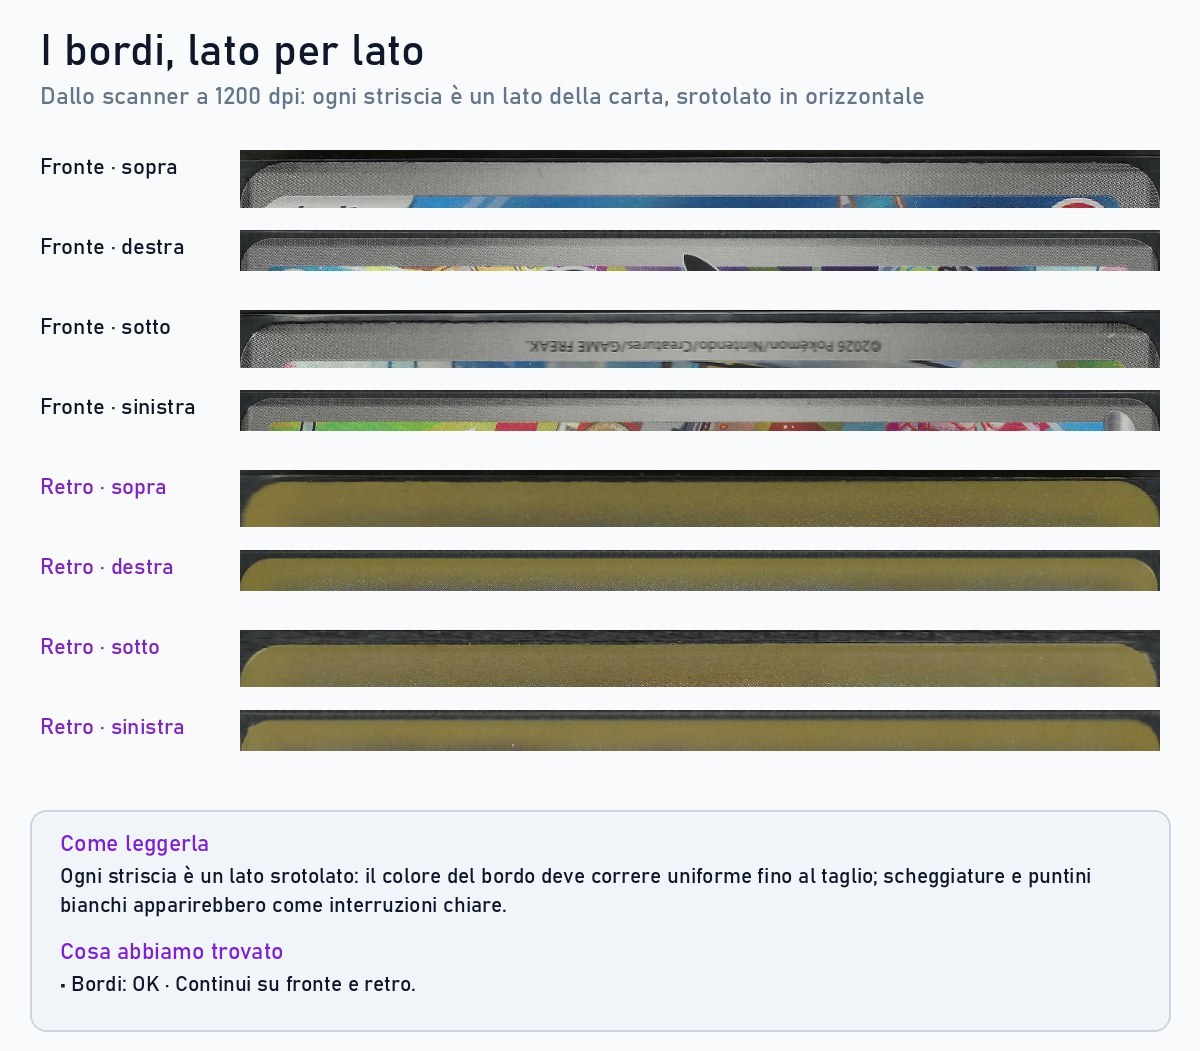 I bordi, lato per lato
Dallo scanner a 1200 dpi: ogni striscia è un lato della carta, srotolato in orizzontale
Fronte · sopra
Fronte · destra
Fronte · sotto
©2026 Pokémon/Nintendo/Creatures/GAME FREAK.
Fronte · sinistra
Retro · sopra
Retro · destra
Retro · sotto
Retro · sinistra
Come leggerla
Ogni striscia è un lato srotolato: il colore del bordo deve correre uniforme fino al taglio; scheggiature e puntini
bianchi apparirebbero come interruzioni chiare.
Cosa abbiamo trovato
▪ Bordi: OK · Continui su fronte e retro.